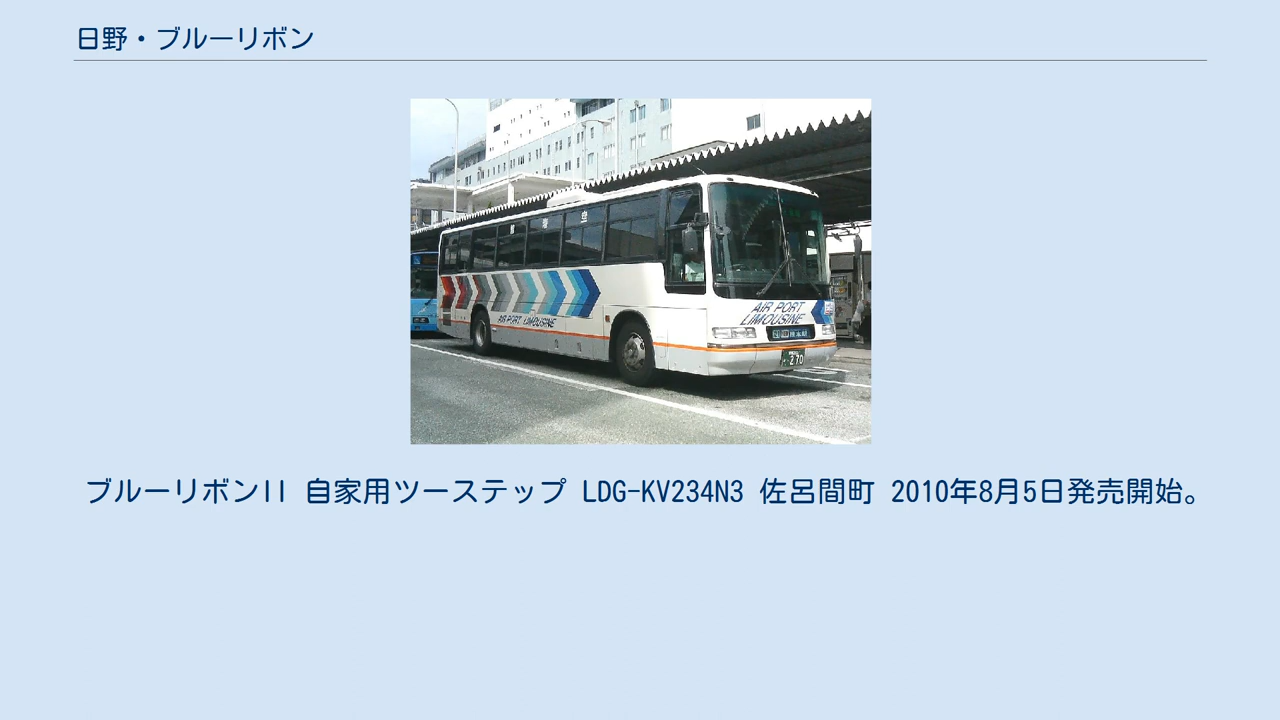 日野・ブルーリボン
AIR PORT
LIMOUSINE
AIR PORT LIMOUSINE
270
ブルーリボンII 自家用ツーステップ LDG-KV234N3 佐呂間町 2010年8月5日発売開始。